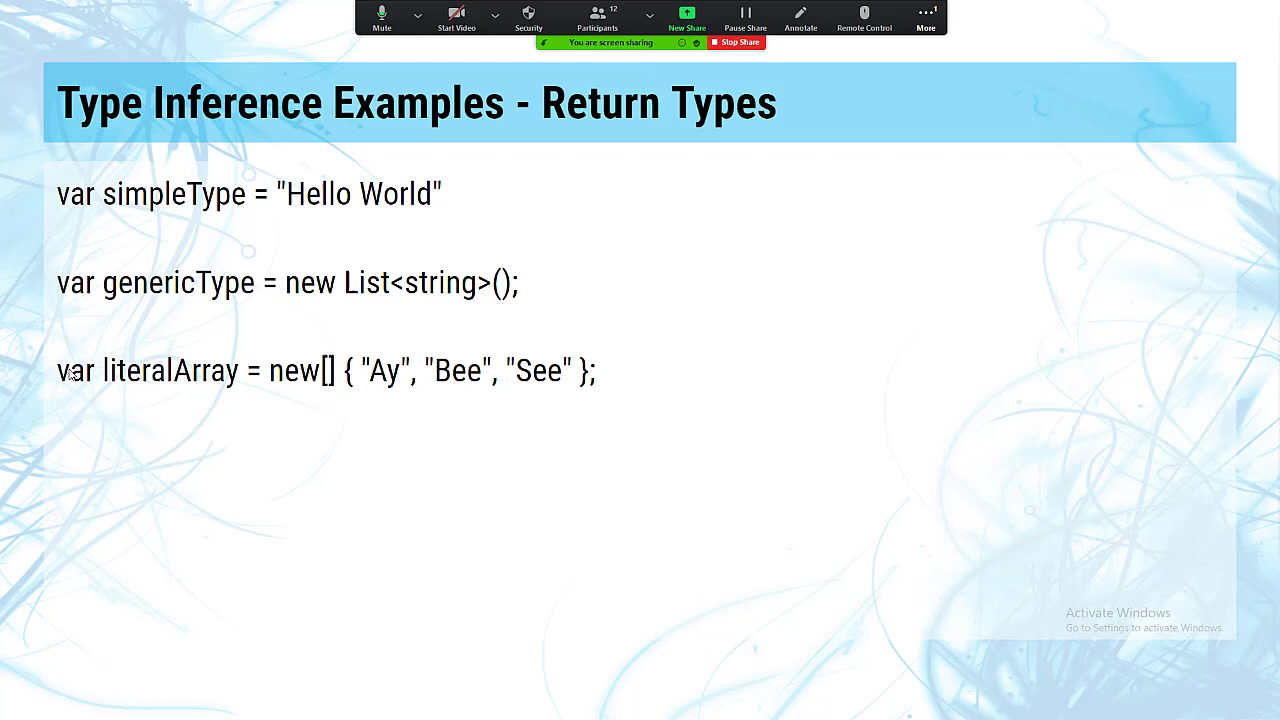 12
1
Mute
Start Video
Security
Participants
New Share
Pause Share
Annotate
Remote Control
More
You are screen sharing
Stop Share
Type Inference Examples - Return Types
var simpleType = "Hello World"
var genericType = new List<string>();
var literalArray = new[] { "Ay", "Bee", "See" };
Activate Windows
Go to Settings to activate Windows.